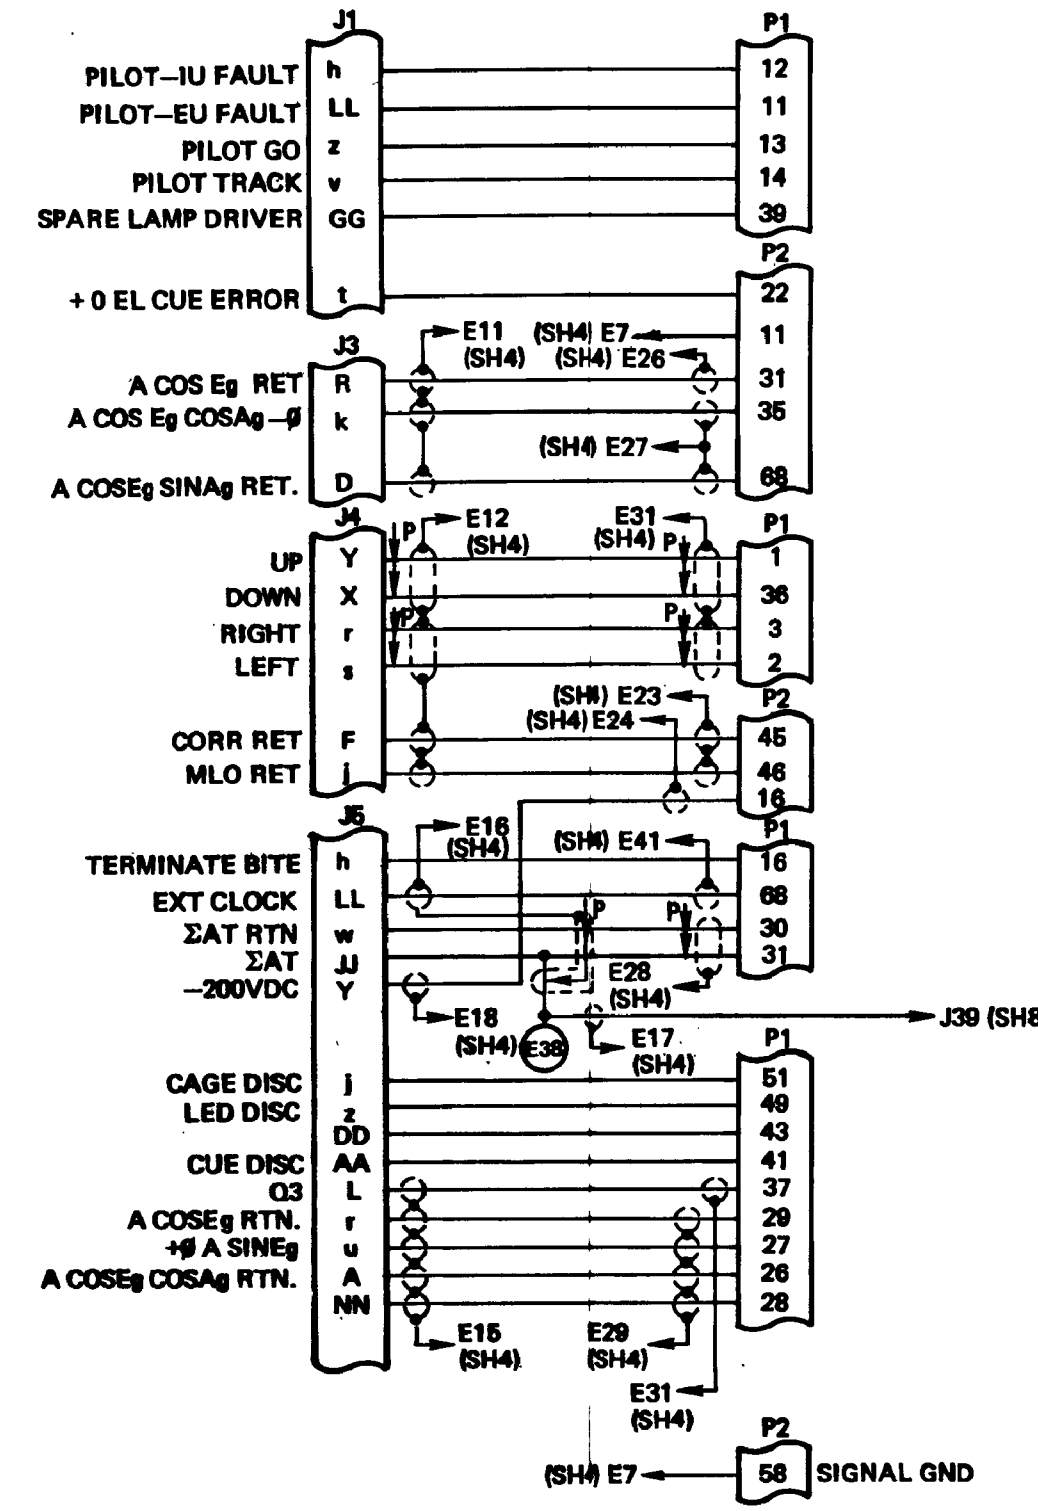 J1 P1
PILOT–IU FAULT h 12
PILOT–EU FAULT LL 11
PILOT GO z 13
PILOT TRACK v 14
SPARE LAMP DRIVER GG 39
P2
+ 0 EL CUE ERROR t 22
E11 (SH4) E7 11
(SH4) (SH4) E26
J3
A COS Eg RET R 31
A COS Eg COSAg –Ø k 35
(SH4) E27
A COSEg SINAg RET. D 68
J4 P E12 E31 P1
(SH4) (SH4) P
UP Y 1
DOWN X 36
P P
RIGHT r 3
LEFT s 2
(SH4) E23 P2
(SH4) E24
CORR RET F 45
MLO RET j 46
16
J5 E16 P1
(SH4) (SH4) E41
TERMINATE BITE h 16
EXT CLOCK LL 68
P P
ΣAT RTN w 30
ΣAT JJ 31
–200VDC Y E28
(SH4)
E18 J39 (SH8
(SH4) E38 E17 P1
(SH4)
CAGE DISC j 51
LED DISC z 49
DD 43
CUE DISC AA 41
Q3 L 37
A COSEg RTN. r 29
+Ø A SINEg u 27
A COSEg COSAg RTN. A 26
NN 28
E15 E29
(SH4) (SH4)
E31
(SH4)
P2
(SH4) E7 58 SIGNAL GND